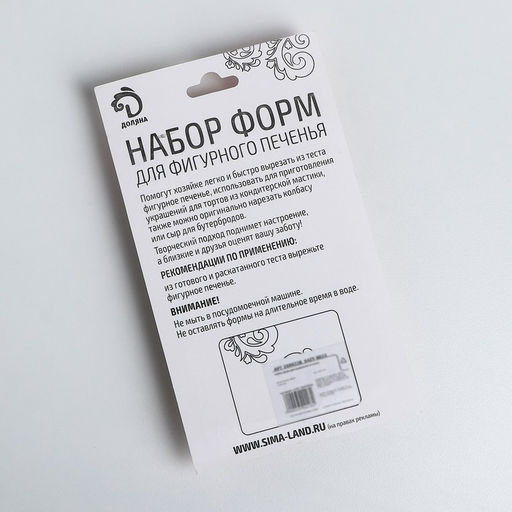 ДОЛЯНА
НАБОР ФОРМ
ДЛЯ ФИГУРНОГО ПЕЧЕНЬЯ
Помогут хозяйке легко и быстро вырезать из теста
фигурное печенье, использовать для приготовления
украшений для тортов из кондитерской мастики,
также можно оригинально нарезать колбасу
или сыр для бутербродов.
Творческий подход поднимет настроение,
а близкие и друзья оценят вашу заботу!
РЕКОМЕНДАЦИИ ПО ПРИМЕНЕНИЮ:
из готового и раскатанного теста вырежьте
фигурное печенье.
ВНИМАНИЕ!
Не мыть в посудомоечной машине.
Не оставлять формы на длительное время в воде.
WWW.SIMA-LAND.RU (на правах рекламы)